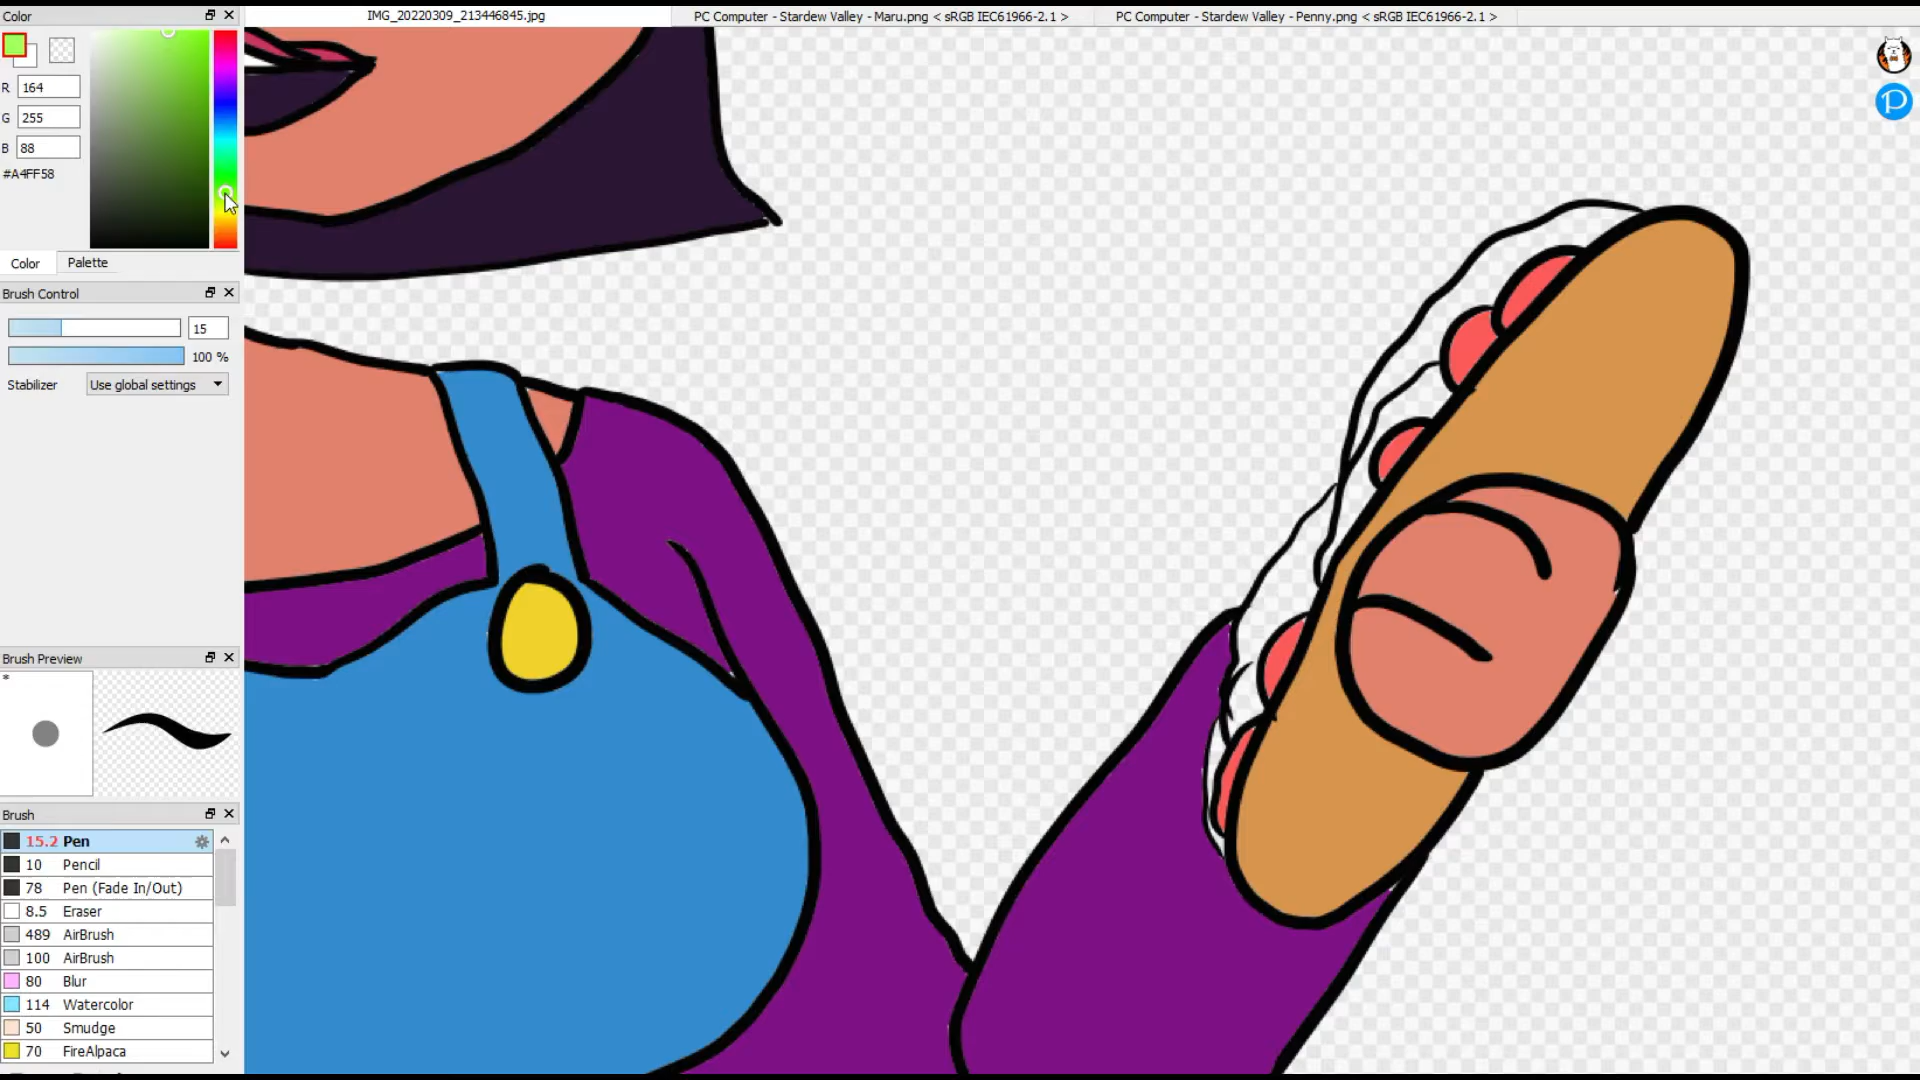 Color
IMG_20220309_213446845.jpg
PC Computer - Stardew Valley - Maru.png < sRGB IEC61966-2.1 >
PC Computer - Stardew Valley - Penny.png < sRGB IEC61966-2.1 >
R 164
G 255
B 88
#A4FF58
Color Palette
Brush Control
15
100 %
Stabilizer Use global settings
Brush Preview
*
Brush
15.2 Pen
10 Pencil
78 Pen (Fade In/Out)
8.5 Eraser
489 AirBrush
100 AirBrush
80 Blur
114 Watercolor
50 Smudge
70 FireAlpaca
P